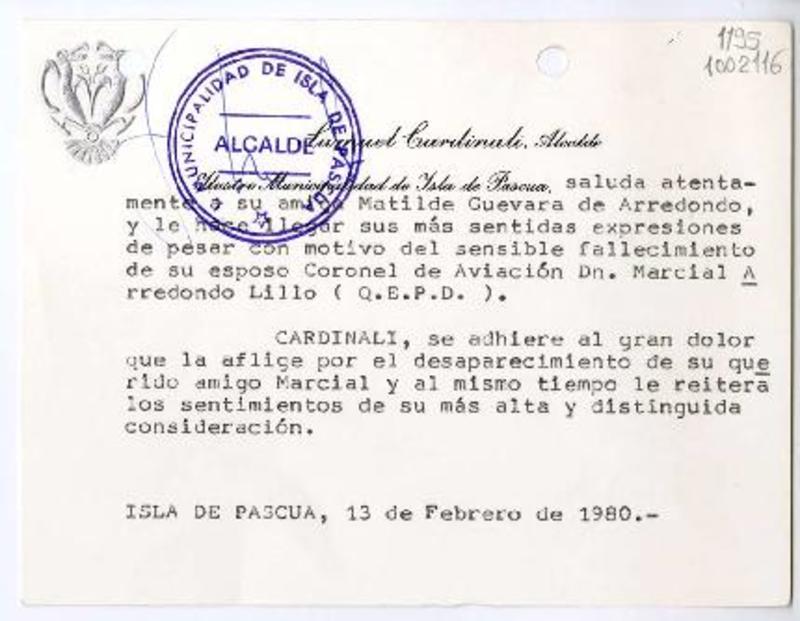 1195
1002116
MUNICIPALIDAD DE ISLA DE PASCUA
ALCALDE
Samuel Cardinali, Alcalde
Ilustre Municipalidad de Isla de Pascua, saluda atenta-
mente a su amiga Matilde Guevara de Arredondo,
y le hace llegar sus más sentidas expresiones
de pesar con motivo del sensible fallecimiento
de su esposo Coronel de Aviación Dn. Marcial A
rredondo Lillo ( Q.E.P.D. ).
CARDINALI, se adhiere al gran dolor
que la aflige por el desaparecimiento de su que
rido amigo Marcial y al mismo tiempo le reitera
los sentimientos de su más alta y distinguida
consideración.
ISLA DE PASCUA, 13 de Febrero de 1980.-